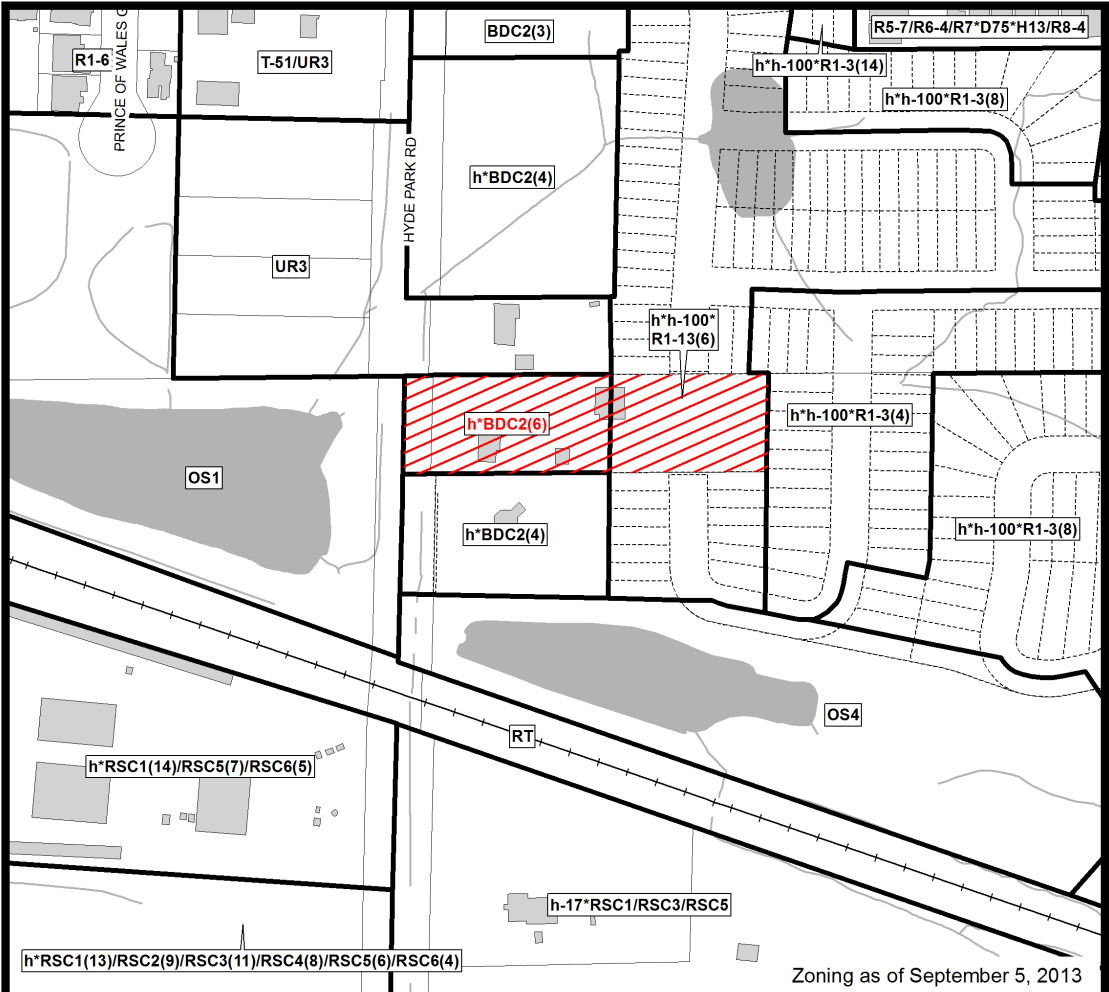 PRINCE OF WALES G
R1-6
T-51/UR3
BDC2(3)
R5-7/R6-4/R7*D75*H13/R8-4
h*h-100*R1-3(14)
h*h-100*R1-3(8)
HYDE PARK RD
h*BDC2(4)
UR3
h*h-100*
R1-13(6)
h*BDC2(6)
h*h-100*R1-3(4)
OS1
h*BDC2(4)
h*h-100*R1-3(8)
OS4
RT
h*RSC1(14)/RSC5(7)/RSC6(5)
h-17*RSC1/RSC3/RSC5
h*RSC1(13)/RSC2(9)/RSC3(11)/RSC4(8)/RSC5(6)/RSC6(4)
Zoning as of September 5, 2013